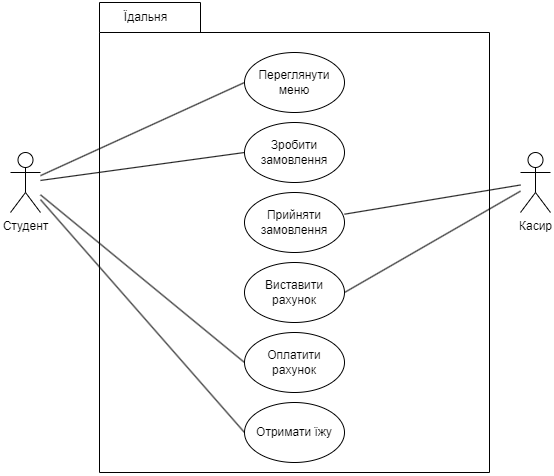 Їдальня
Переглянути
меню
Зробити
замовлення
Студент
Прийняти
замовлення
Касир
Виставити
рахунок
Оплатити
рахунок
Отримати їжу